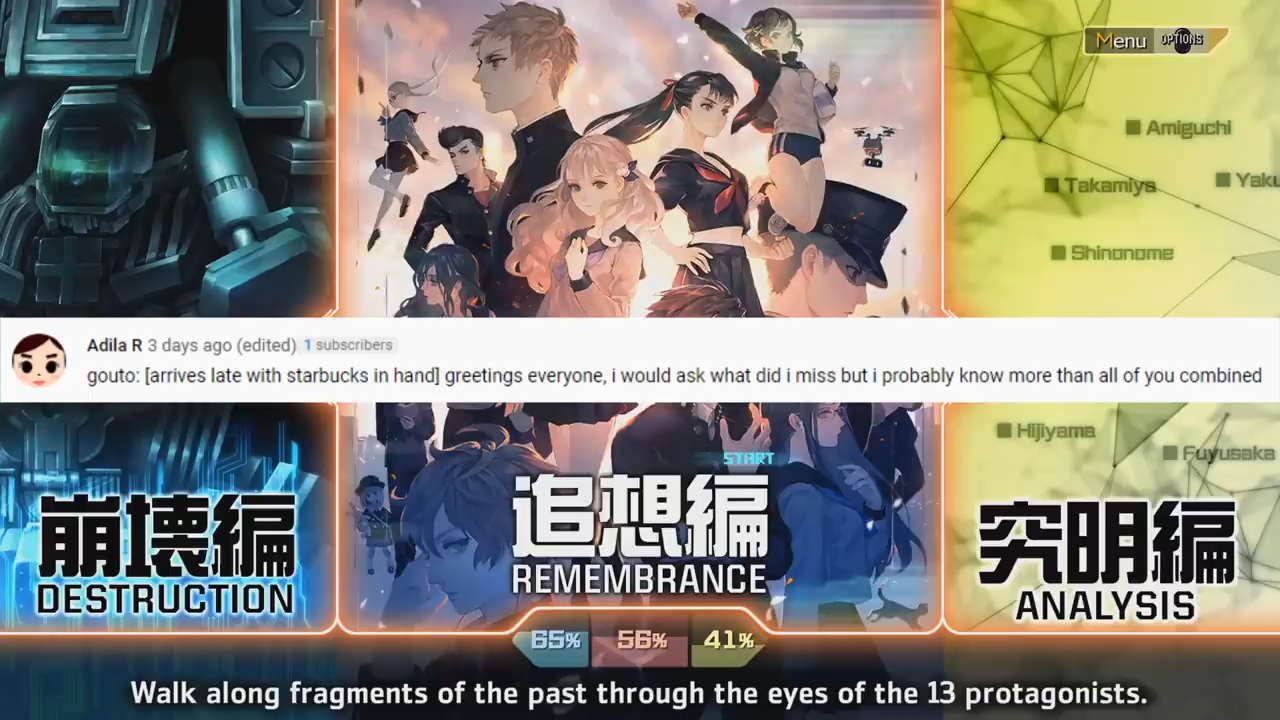 Menu OPTIONS
Amiguchi
Takamiya
Yaku
Shinonome
Adila R 3 days ago (edited) 1 subscribers
gouto: [arrives late with starbucks in hand] greetings everyone, i would ask what did i miss but i probably know more than all of you combined
Hijiyama
Fuyusaka
START
崩壊編
DESTRUCTION
追想編
REMEMBRANCE
究明編
ANALYSIS
65% 56% 41%
Walk along fragments of the past through the eyes of the 13 protagonists.